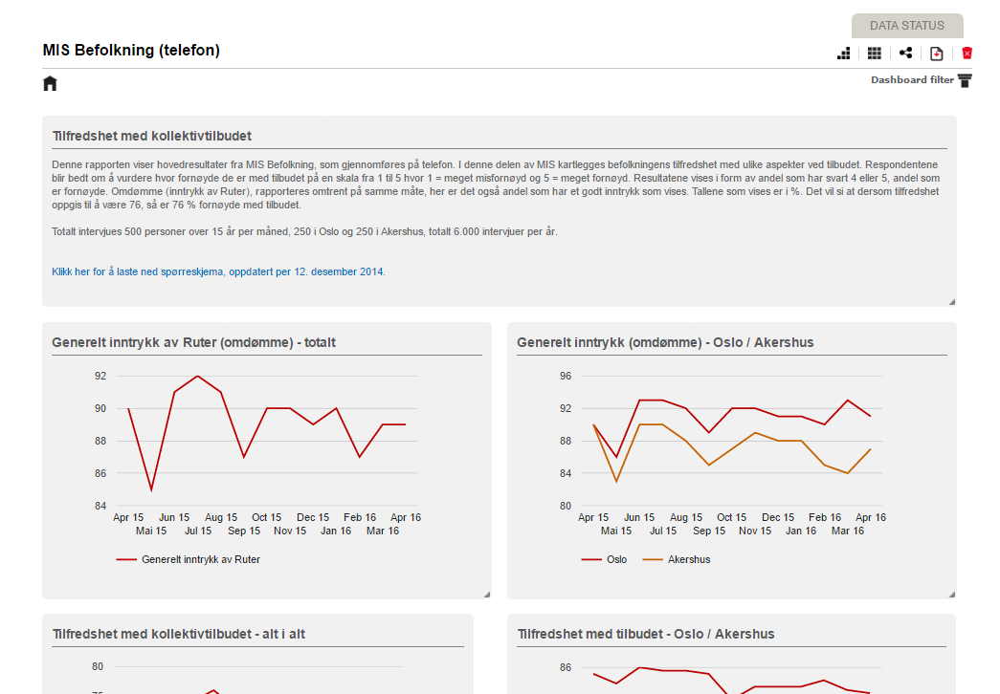 DATA STATUS
MIS Befolkning (telefon)
Dashboard filter
Tilfredshet med kollektivtilbudet
Denne rapporten viser hovedresultater fra MIS Befolkning, som gjennomføres på telefon. I denne delen av MIS kartlegges befolkningens tilfredshet med ulike aspekter ved tilbudet. Respondentene
blir bedt om å vurdere hvor fornøyde de er med tilbudet på en skala fra 1 til 5 hvor 1 = meget misfornøyd og 5 = meget fornøyd. Resultatene vises i form av andel som har svart 4 eller 5, andel som
er fornøyde. Omdømme (inntrykk av Ruter), rapporteres omtrent på samme måte, her er det også andel som har et godt inntrykk som vises. Tallene som vises er i %. Det vil si at dersom tilfredshet
oppgis til å være 76, så er 76 % fornøyde med tilbudet.
Totalt intervjues 500 personer over 15 år per måned, 250 i Oslo og 250 i Akershus, totalt 6.000 intervjuer per år.
Klikk her for å laste ned spørreskjema, oppdatert per 12. desember 2014.
Generelt inntrykk av Ruter (omdømme) - totalt
92
90
88
86
84
Apr 15 Jun 15 Aug 15 Oct 15 Dec 15 Feb 16 Apr 16
Mai 15 Jul 15 Sep 15 Nov 15 Jan 16 Mar 16
Generelt inntrykk av Ruter
Generelt inntrykk (omdømme) - Oslo / Akershus
96
92
88
84
80
Apr 15 Jun 15 Aug 15 Oct 15 Dec 15 Feb 16 Apr 16
Mai 15 Jul 15 Sep 15 Nov 15 Jan 16 Mar 16
Oslo Akershus
Tilfredshet med kollektivtilbudet - alt i alt
80
Tilfredshet med tilbudet - Oslo / Akershus
86